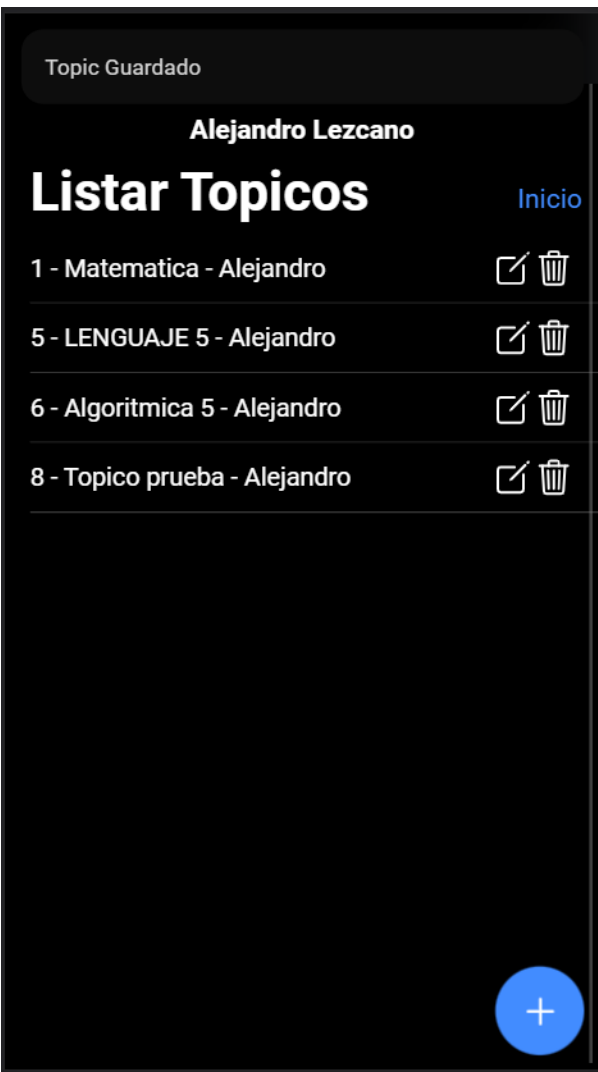 Topic Guardado
Alejandro Lezcano
Listar Topicos
Inicio
1 - Matematica - Alejandro
5 - LENGUAJE 5 - Alejandro
6 - Algoritmica 5 - Alejandro
8 - Topico prueba - Alejandro
+